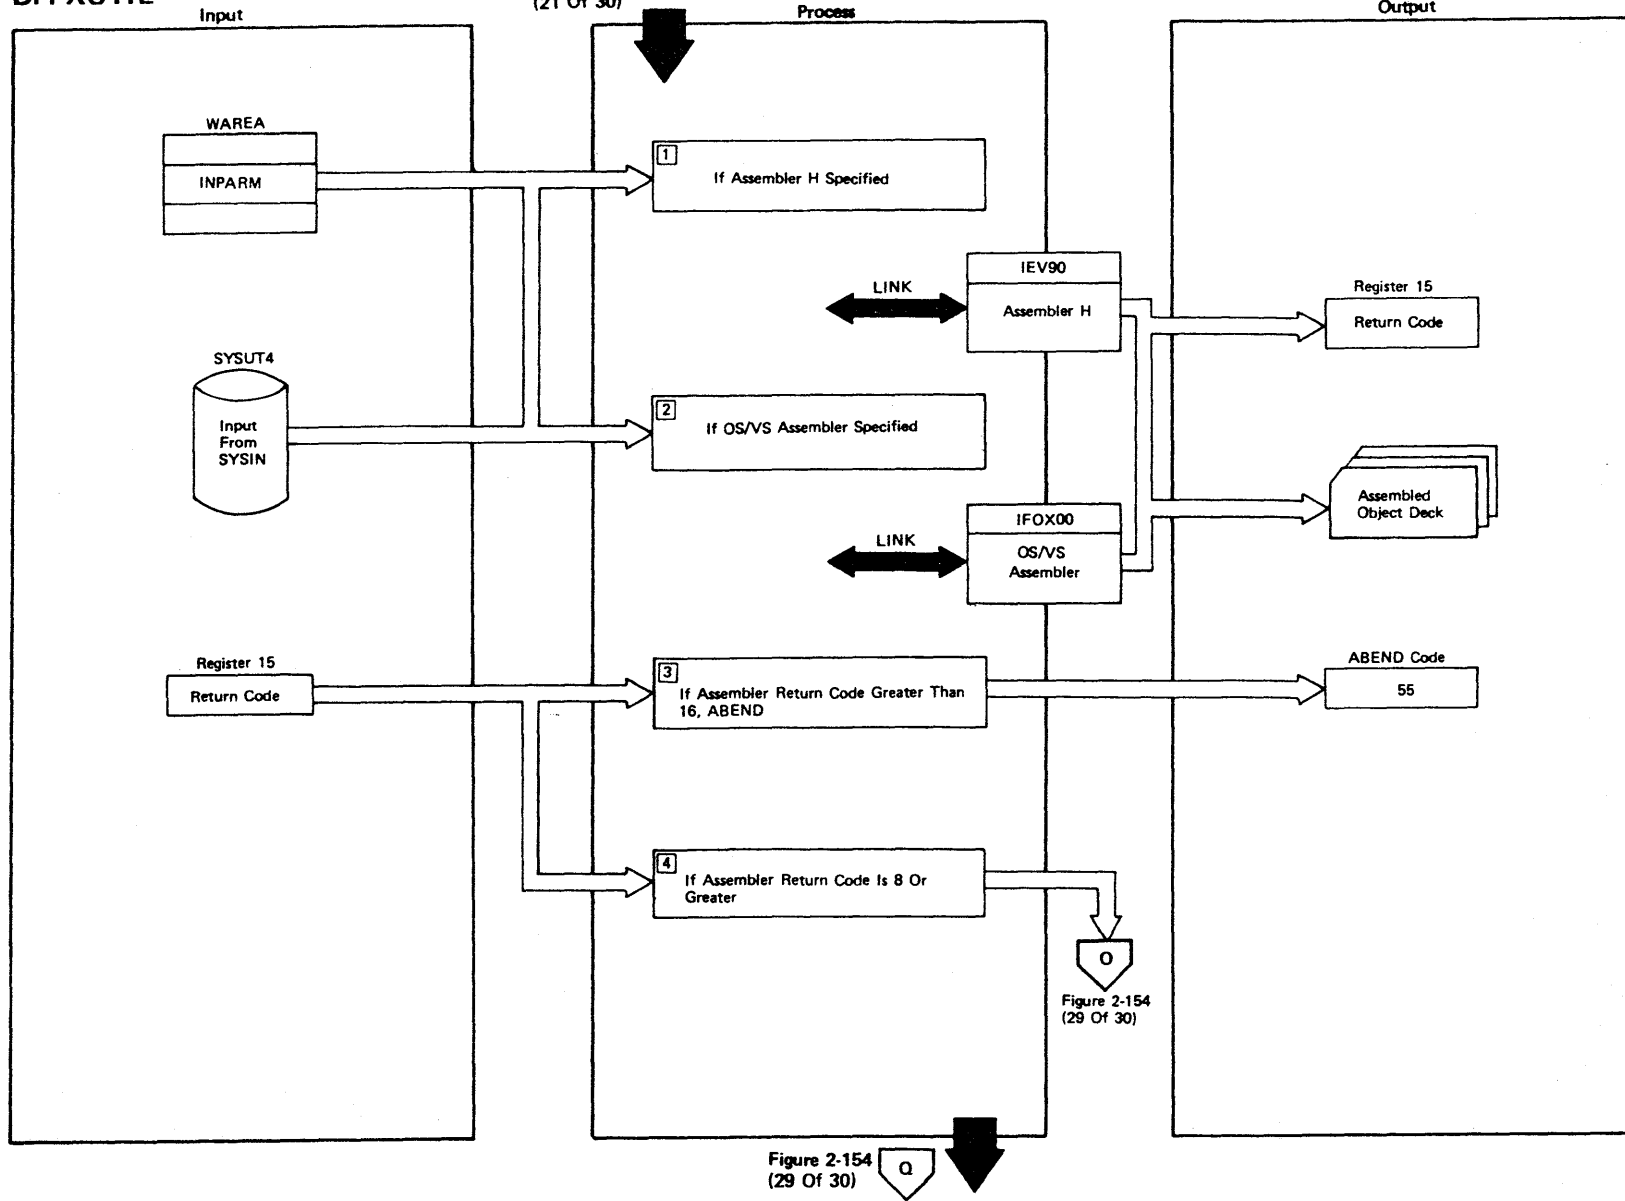 (21 Of 30)
Input
Process
Output
WAREA
INPARM
1
If Assembler H Specified
IEV90
LINK
Assembler H
Register 15
Return Code
SYSUT4
Input
From
SYSIN
2
If OS/VS Assembler Specified
Assembled
Object Deck
IFOX00
LINK
OS/VS
Assembler
Register 15
Return Code
3
If Assembler Return Code Greater Than
16, ABEND
ABEND Code
55
4
If Assembler Return Code Is 8 Or
Greater
O
Figure 2-154
(29 Of 30)
Figure 2-154
(29 Of 30)
Q